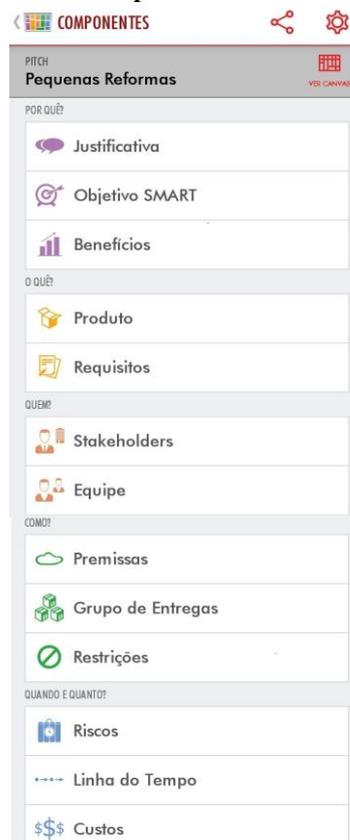 COMPONENTES
PITCH
Pequenas Reformas
VER CANVAS
POR QUÊ?
Justificativa
Objetivo SMART
Benefícios
O QUÊ?
Produto
Requisitos
QUEM?
Stakeholders
Equipe
COMO?
Premissas
Grupo de Entregas
Restrições
QUANDO E QUANTO?
Riscos
Linha do Tempo
$$$ Custos